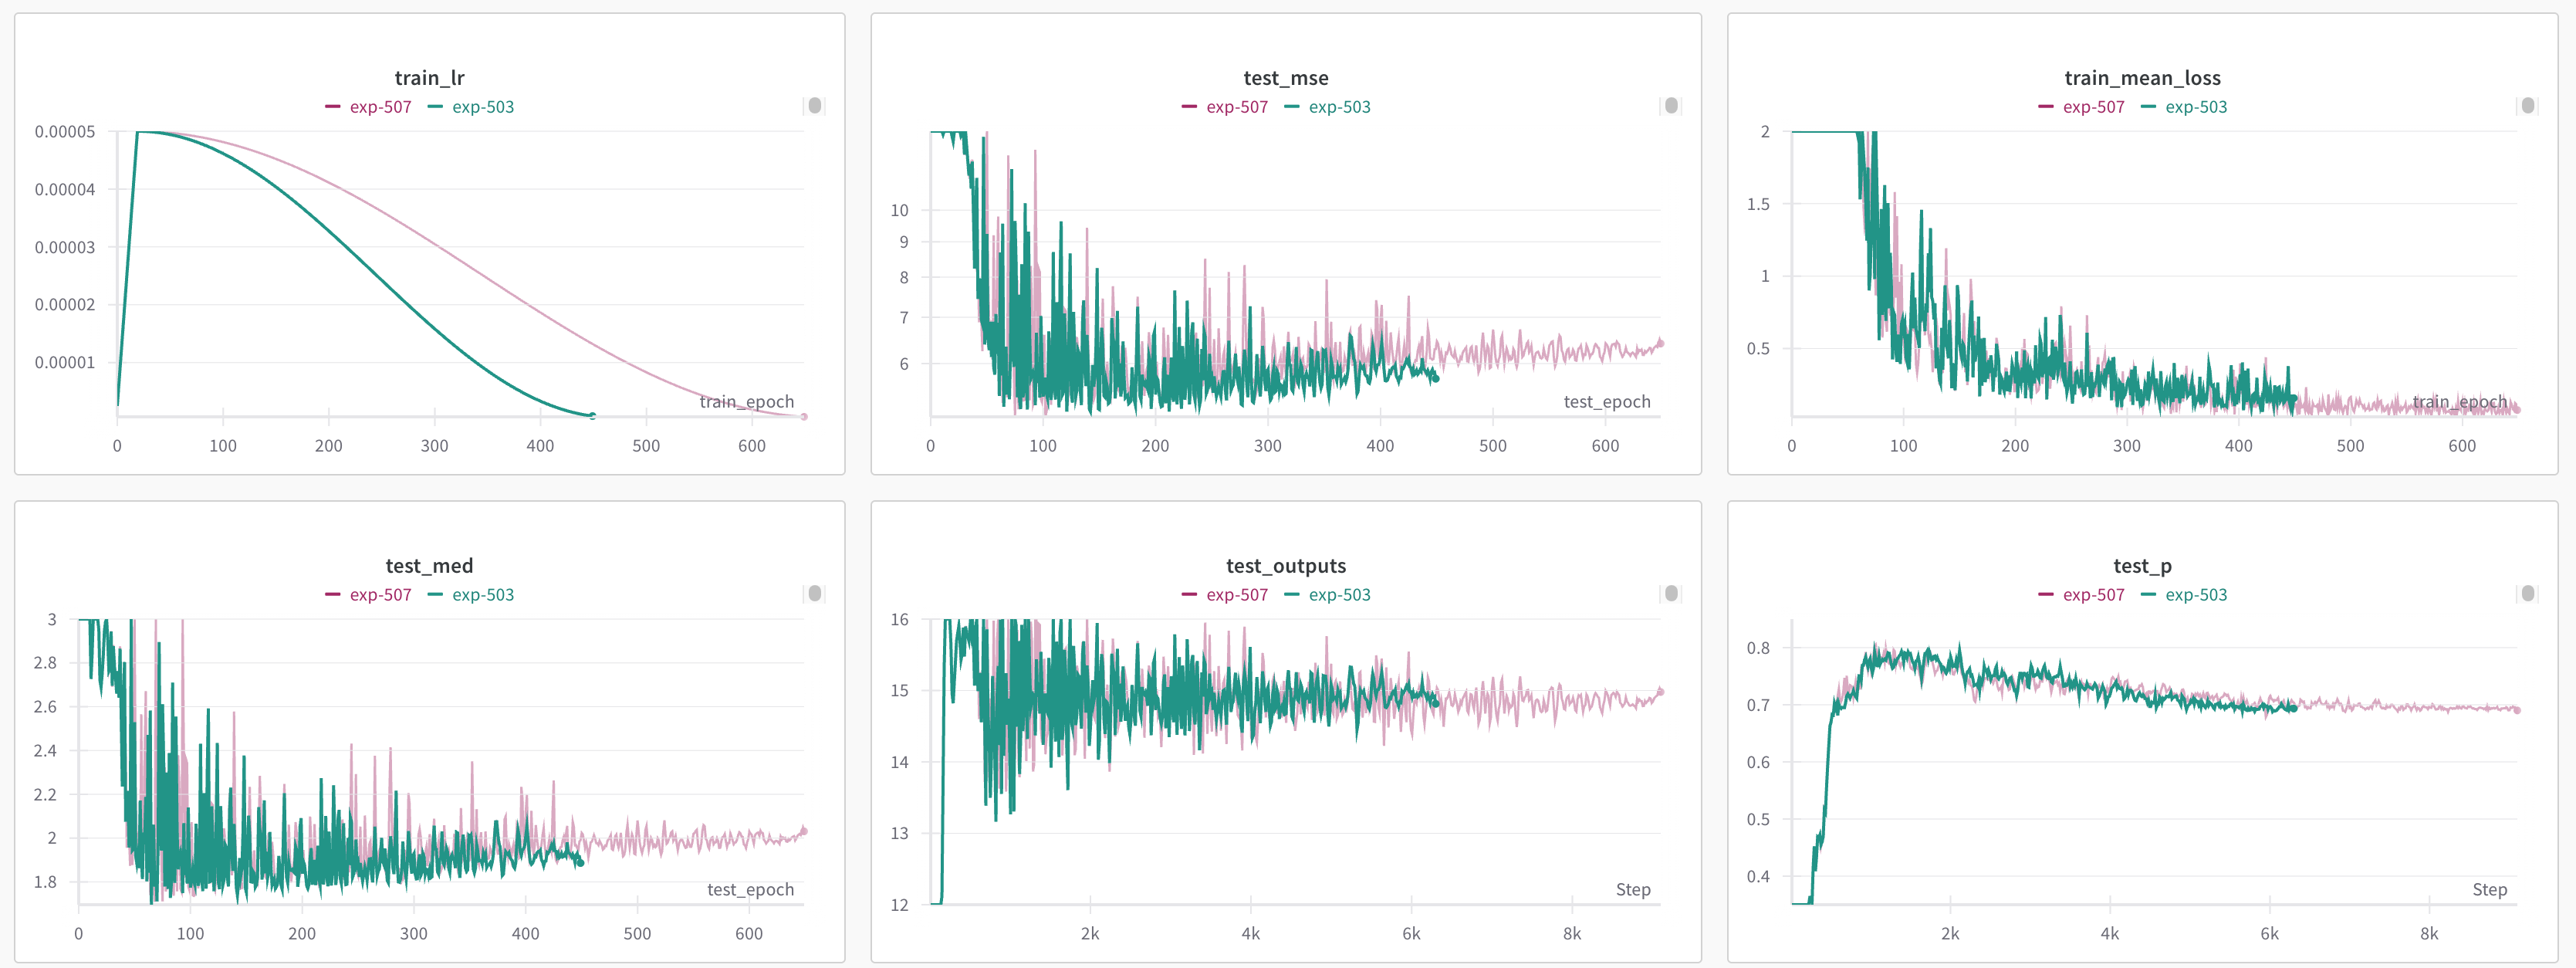 train_lr
exp-507 exp-503
0.00005
0.00004
0.00003
0.00002
0.00001
train_epoch
0 100 200 300 400 500 600
test_mse
exp-507 exp-503
10
9
8
7
6
test_epoch
0 100 200 300 400 500 600
train_mean_loss
exp-507 exp-503
2
1.5
1
0.5
train_epoch
0 100 200 300 400 500 600
test_med
exp-507 exp-503
3
2.8
2.6
2.4
2.2
2
1.8
test_epoch
0 100 200 300 400 500 600
test_outputs
exp-507 exp-503
16
15
14
13
12
Step
2k 4k 6k 8k
test_p
exp-507 exp-503
0.8
0.7
0.6
0.5
0.4
Step
2k 4k 6k 8k